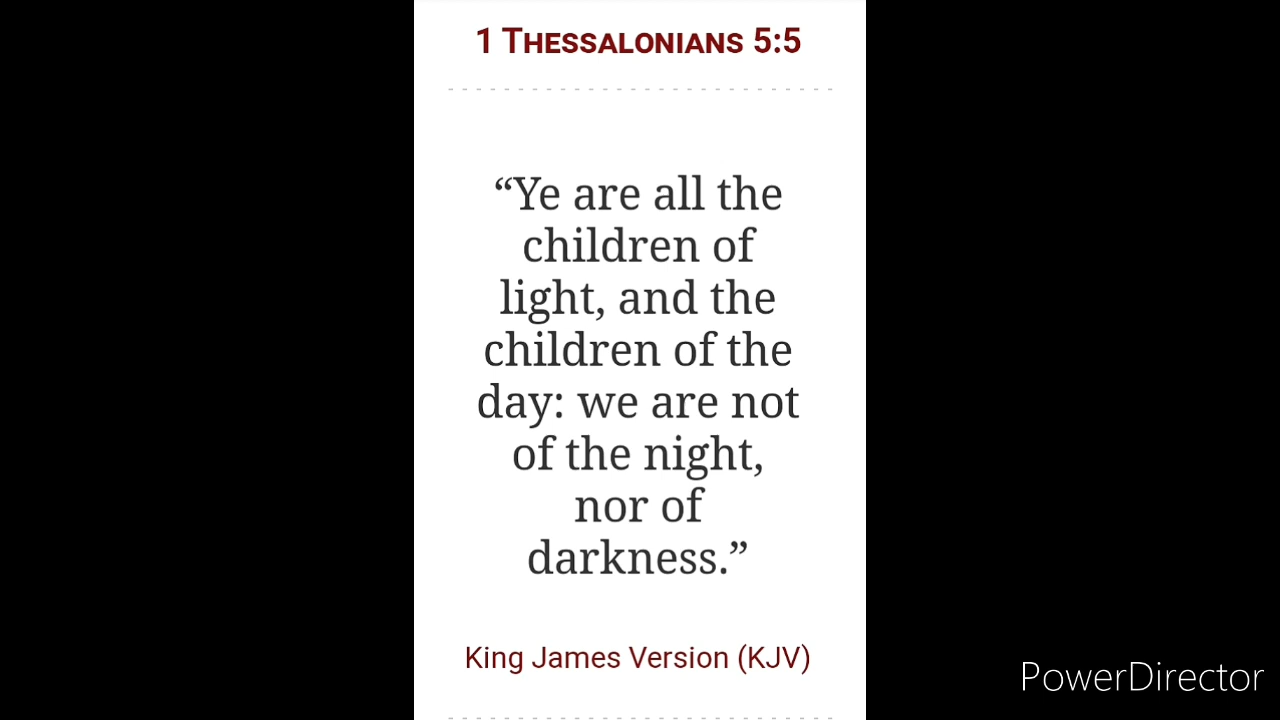 1 THESSALONIANS 5:5
“Ye are all the
children of
light, and the
children of the
day: we are not
of the night,
nor of
darkness.”
King James Version (KJV)
PowerDirector